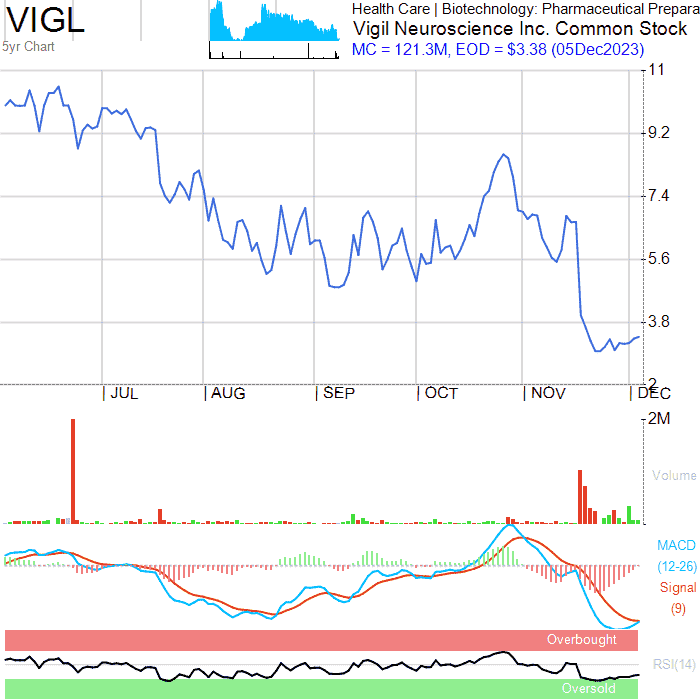 VIGL
5yr Chart
Health Care | Biotechnology: Pharmaceutical Prepara
Vigil Neuroscience Inc. Common Stock
MC = 121.3M, EOD = $3.38 (05Dec2023)
11
9.2
7.4
5.6
3.8
2
JUL
AUG
SEP
OCT
NOV
DEC
2M
Volume
MACD
(12-26)
Signal
(9)
Overbought
RSI(14)
Oversold